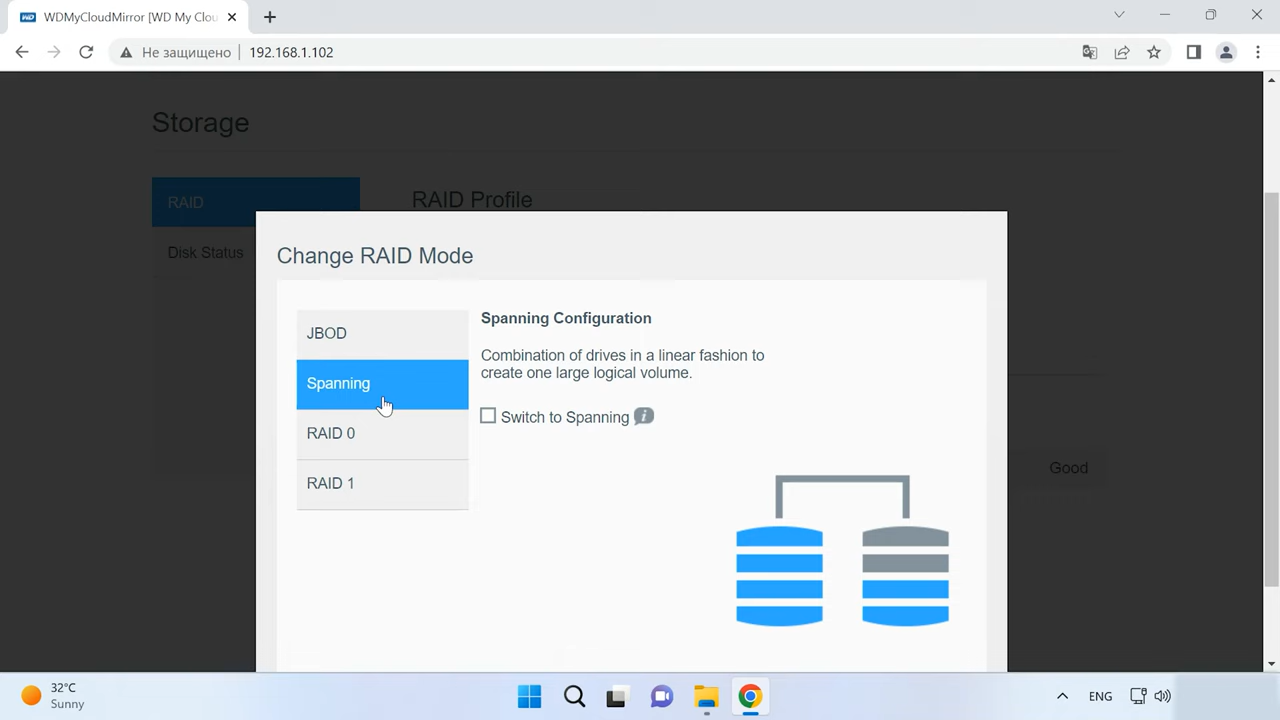 WDMyCloudMirror [WD My Clou
Не защищено 192.168.1.102
Storage
RAID
RAID Profile
Disk Status
Change RAID Mode
JBOD
Spanning
RAID 0
RAID 1
Spanning Configuration
Combination of drives in a linear fashion to
create one large logical volume.
Switch to Spanning
Good
32°C
Sunny
ENG